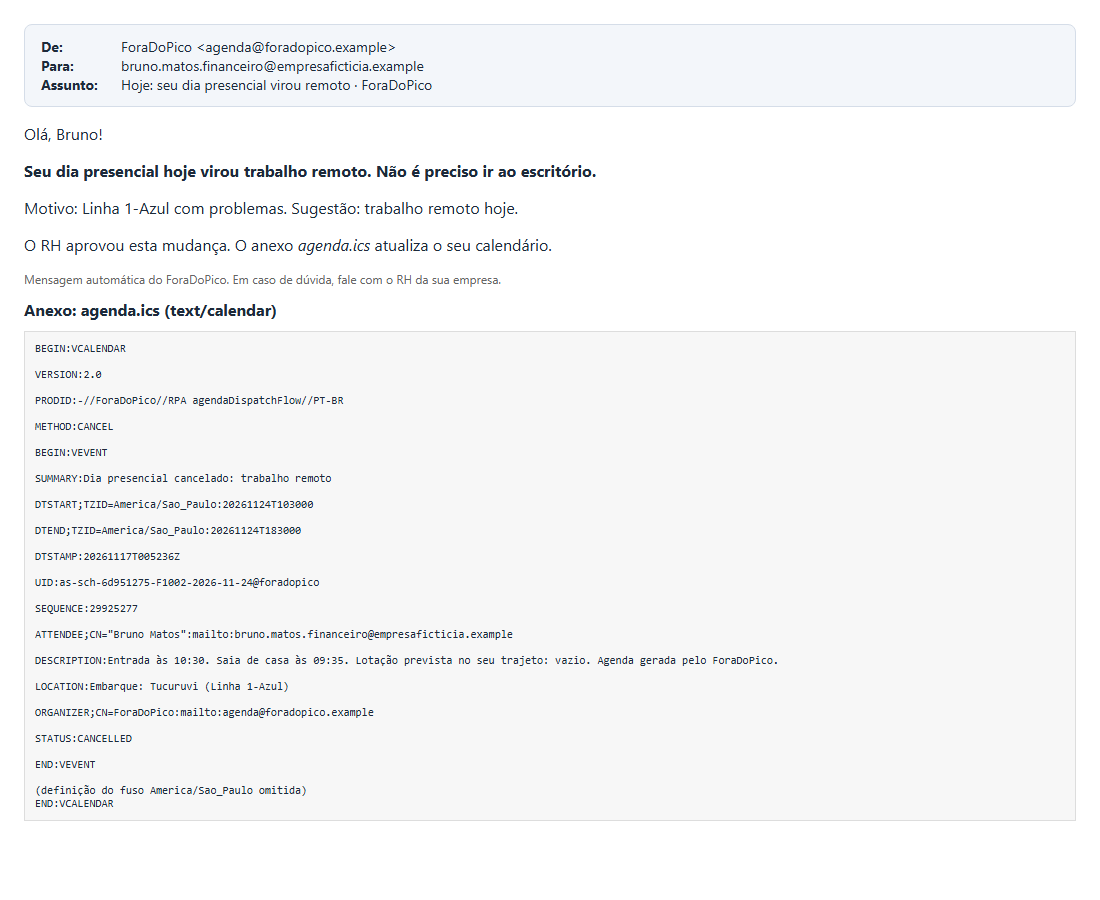 De: ForaDoPico <agenda@foradopico.example>
Para: bruno.matos.financeiro@empresaficticia.example
Assunto: Hoje: seu dia presencial virou remoto · ForaDoPico
Olá, Bruno!
Seu dia presencial hoje virou trabalho remoto. Não é preciso ir ao escritório.
Motivo: Linha 1-Azul com problemas. Sugestão: trabalho remoto hoje.
O RH aprovou esta mudança. O anexo agenda.ics atualiza o seu calendário.
Mensagem automática do ForaDoPico. Em caso de dúvida, fale com o RH da sua empresa.
Anexo: agenda.ics (text/calendar)
BEGIN:VCALENDAR
VERSION:2.0
PRODID:-//ForaDoPico//RPA agendaDispatchFlow//PT-BR
METHOD:CANCEL
BEGIN:VEVENT
SUMMARY:Dia presencial cancelado: trabalho remoto
DTSTART;TZID=America/Sao_Paulo:20261124T103000
DTEND;TZID=America/Sao_Paulo:20261124T183000
DTSTAMP:20261117T005236Z
UID:as-sch-6d951275-F1002-2026-11-24@foradopico
SEQUENCE:29925277
ATTENDEE;CN="Bruno Matos":mailto:bruno.matos.financeiro@empresaficticia.example
DESCRIPTION:Entrada às 10:30. Saia de casa às 09:35. Lotação prevista no seu trajeto: vazio. Agenda gerada pelo ForaDoPico.
LOCATION:Embarque: Tucuruvi (Linha 1-Azul)
ORGANIZER;CN=ForaDoPico:mailto:agenda@foradopico.example
STATUS:CANCELLED
END:VEVENT
(definição do fuso America/Sao_Paulo omitida)
END:VCALENDAR